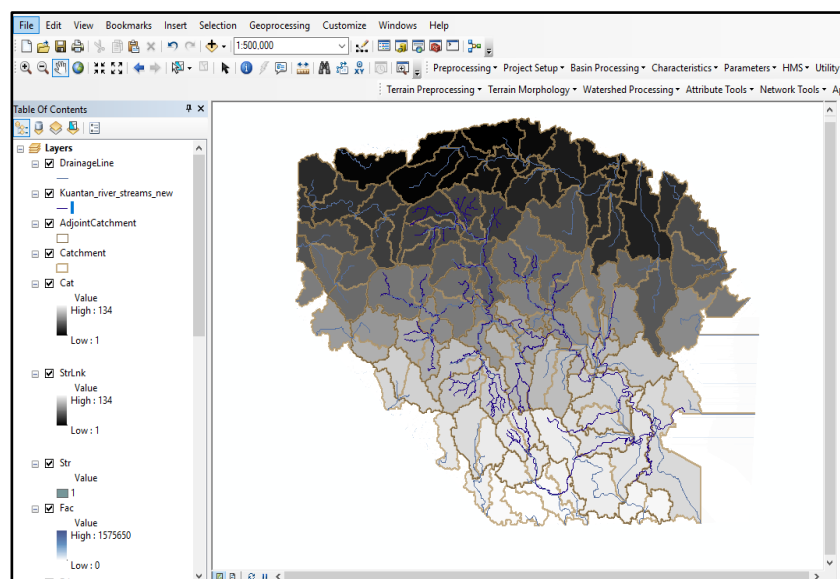 File Edit View Bookmarks Insert Selection Geoprocessing Customize Windows Help
1:500,000
Preprocessing Project Setup Basin Processing Characteristics Parameters HMS Utility
Terrain Preprocessing Terrain Morphology Watershed Processing Attribute Tools Network Tools
Table Of Contents
Layers
DrainageLine
Kuantan_river_streams_new
AdjointCatchment
Catchment
Cat
Value
High : 134
Low : 1
StrLnk
Value
High : 134
Low : 1
Str
Value
1
Fac
Value
High : 1575650
Low : 0